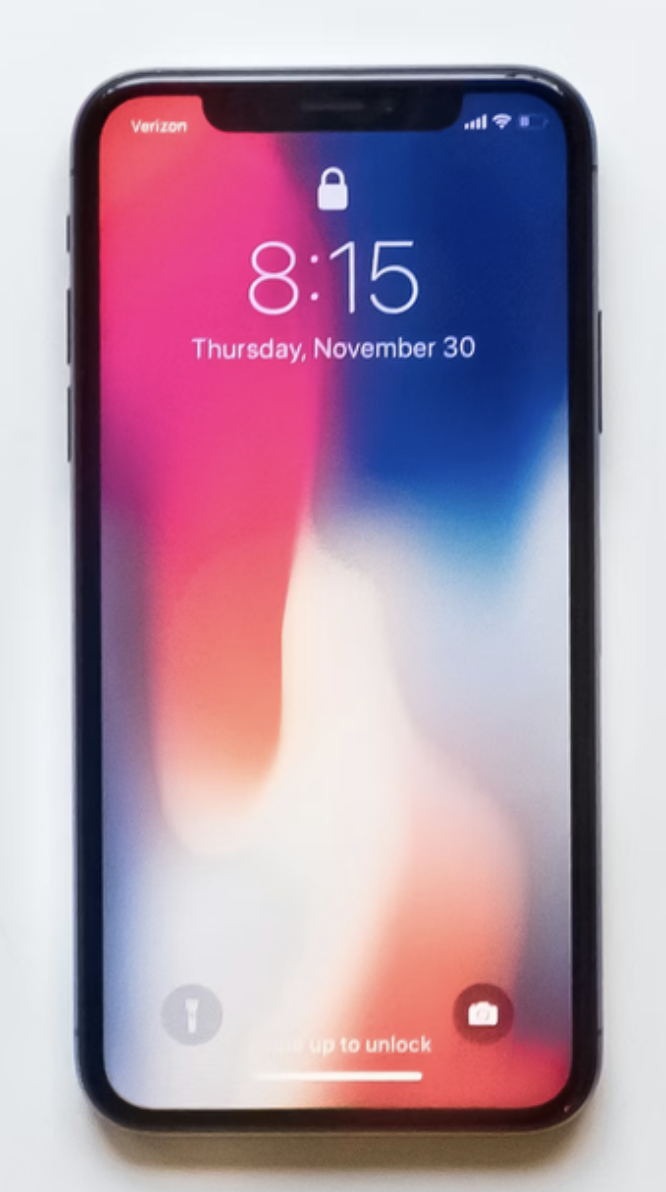 Verizon
8:15
Thursday, November 30
up to unlock